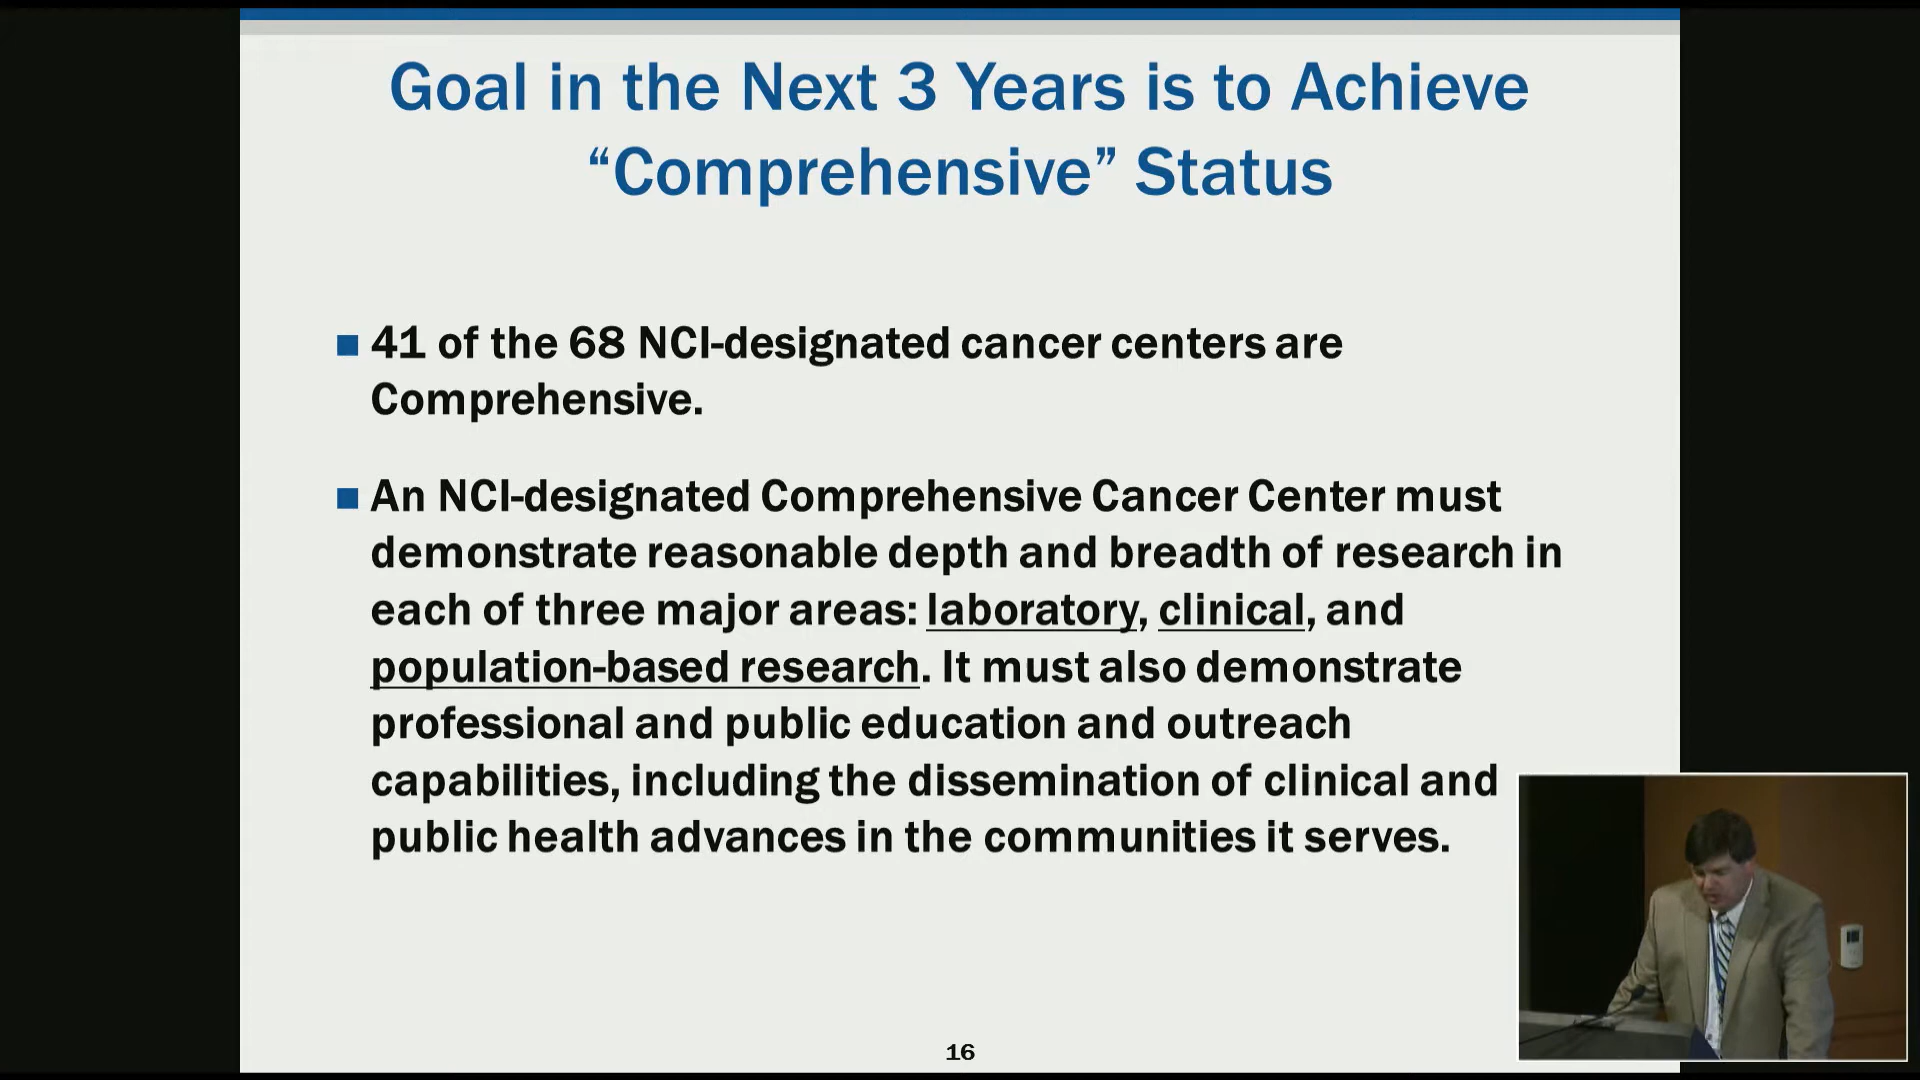 Goal in the Next 3 Years is to Achieve
“Comprehensive” Status
41 of the 68 NCI-designated cancer centers are
Comprehensive.
An NCI-designated Comprehensive Cancer Center must
demonstrate reasonable depth and breadth of research in
each of three major areas: laboratory, clinical, and
population-based research. It must also demonstrate
professional and public education and outreach
capabilities, including the dissemination of clinical and
public health advances in the communities it serves.
16